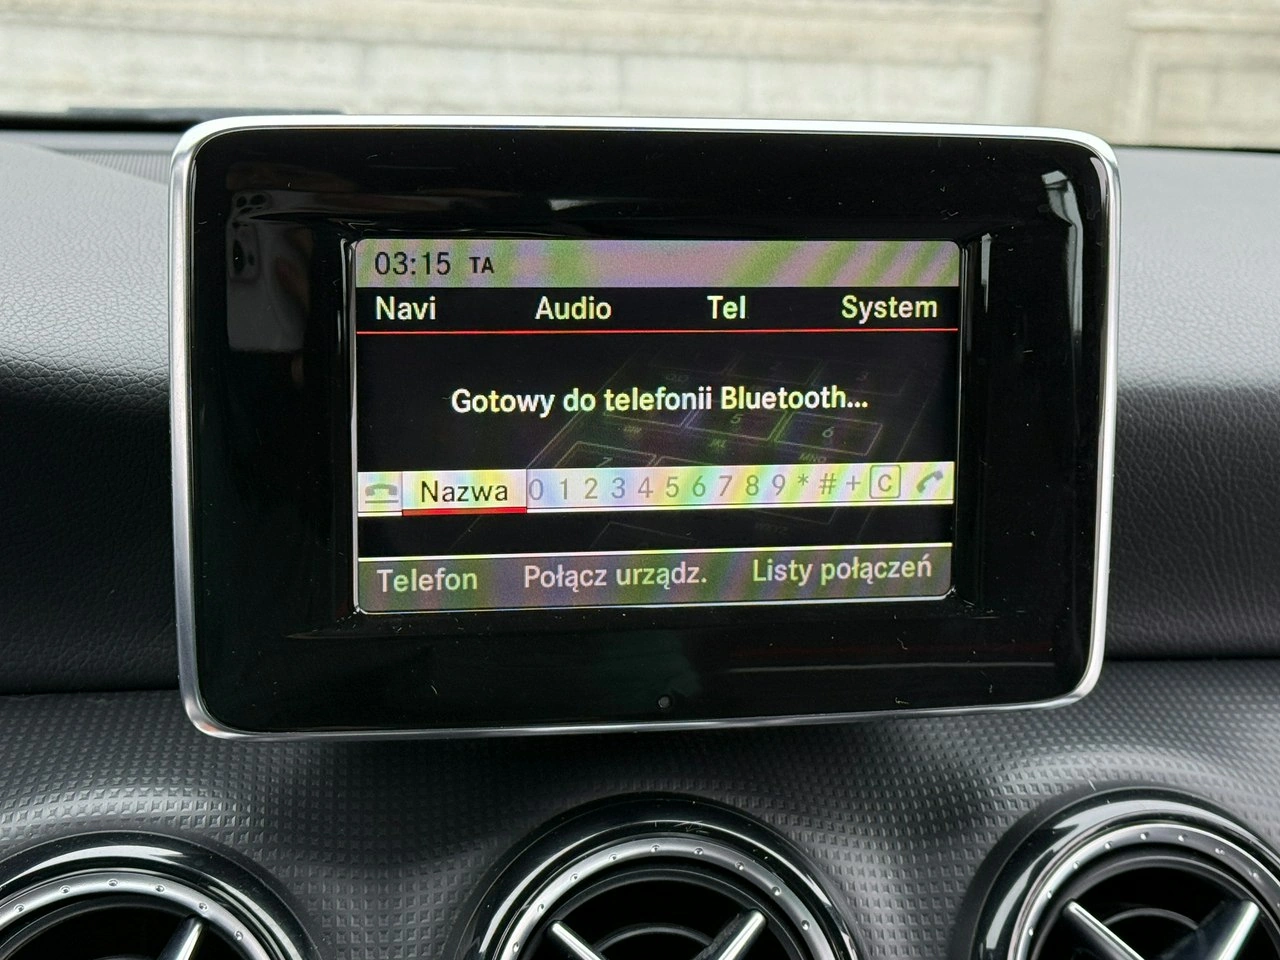 03:15 TA
Navi Audio Tel System
Gotowy do telefonii Bluetooth...
Nazwa 0 1 2 3 4 5 6 7 8 9 * # + C
Telefon Połącz urządz. Listy połączeń